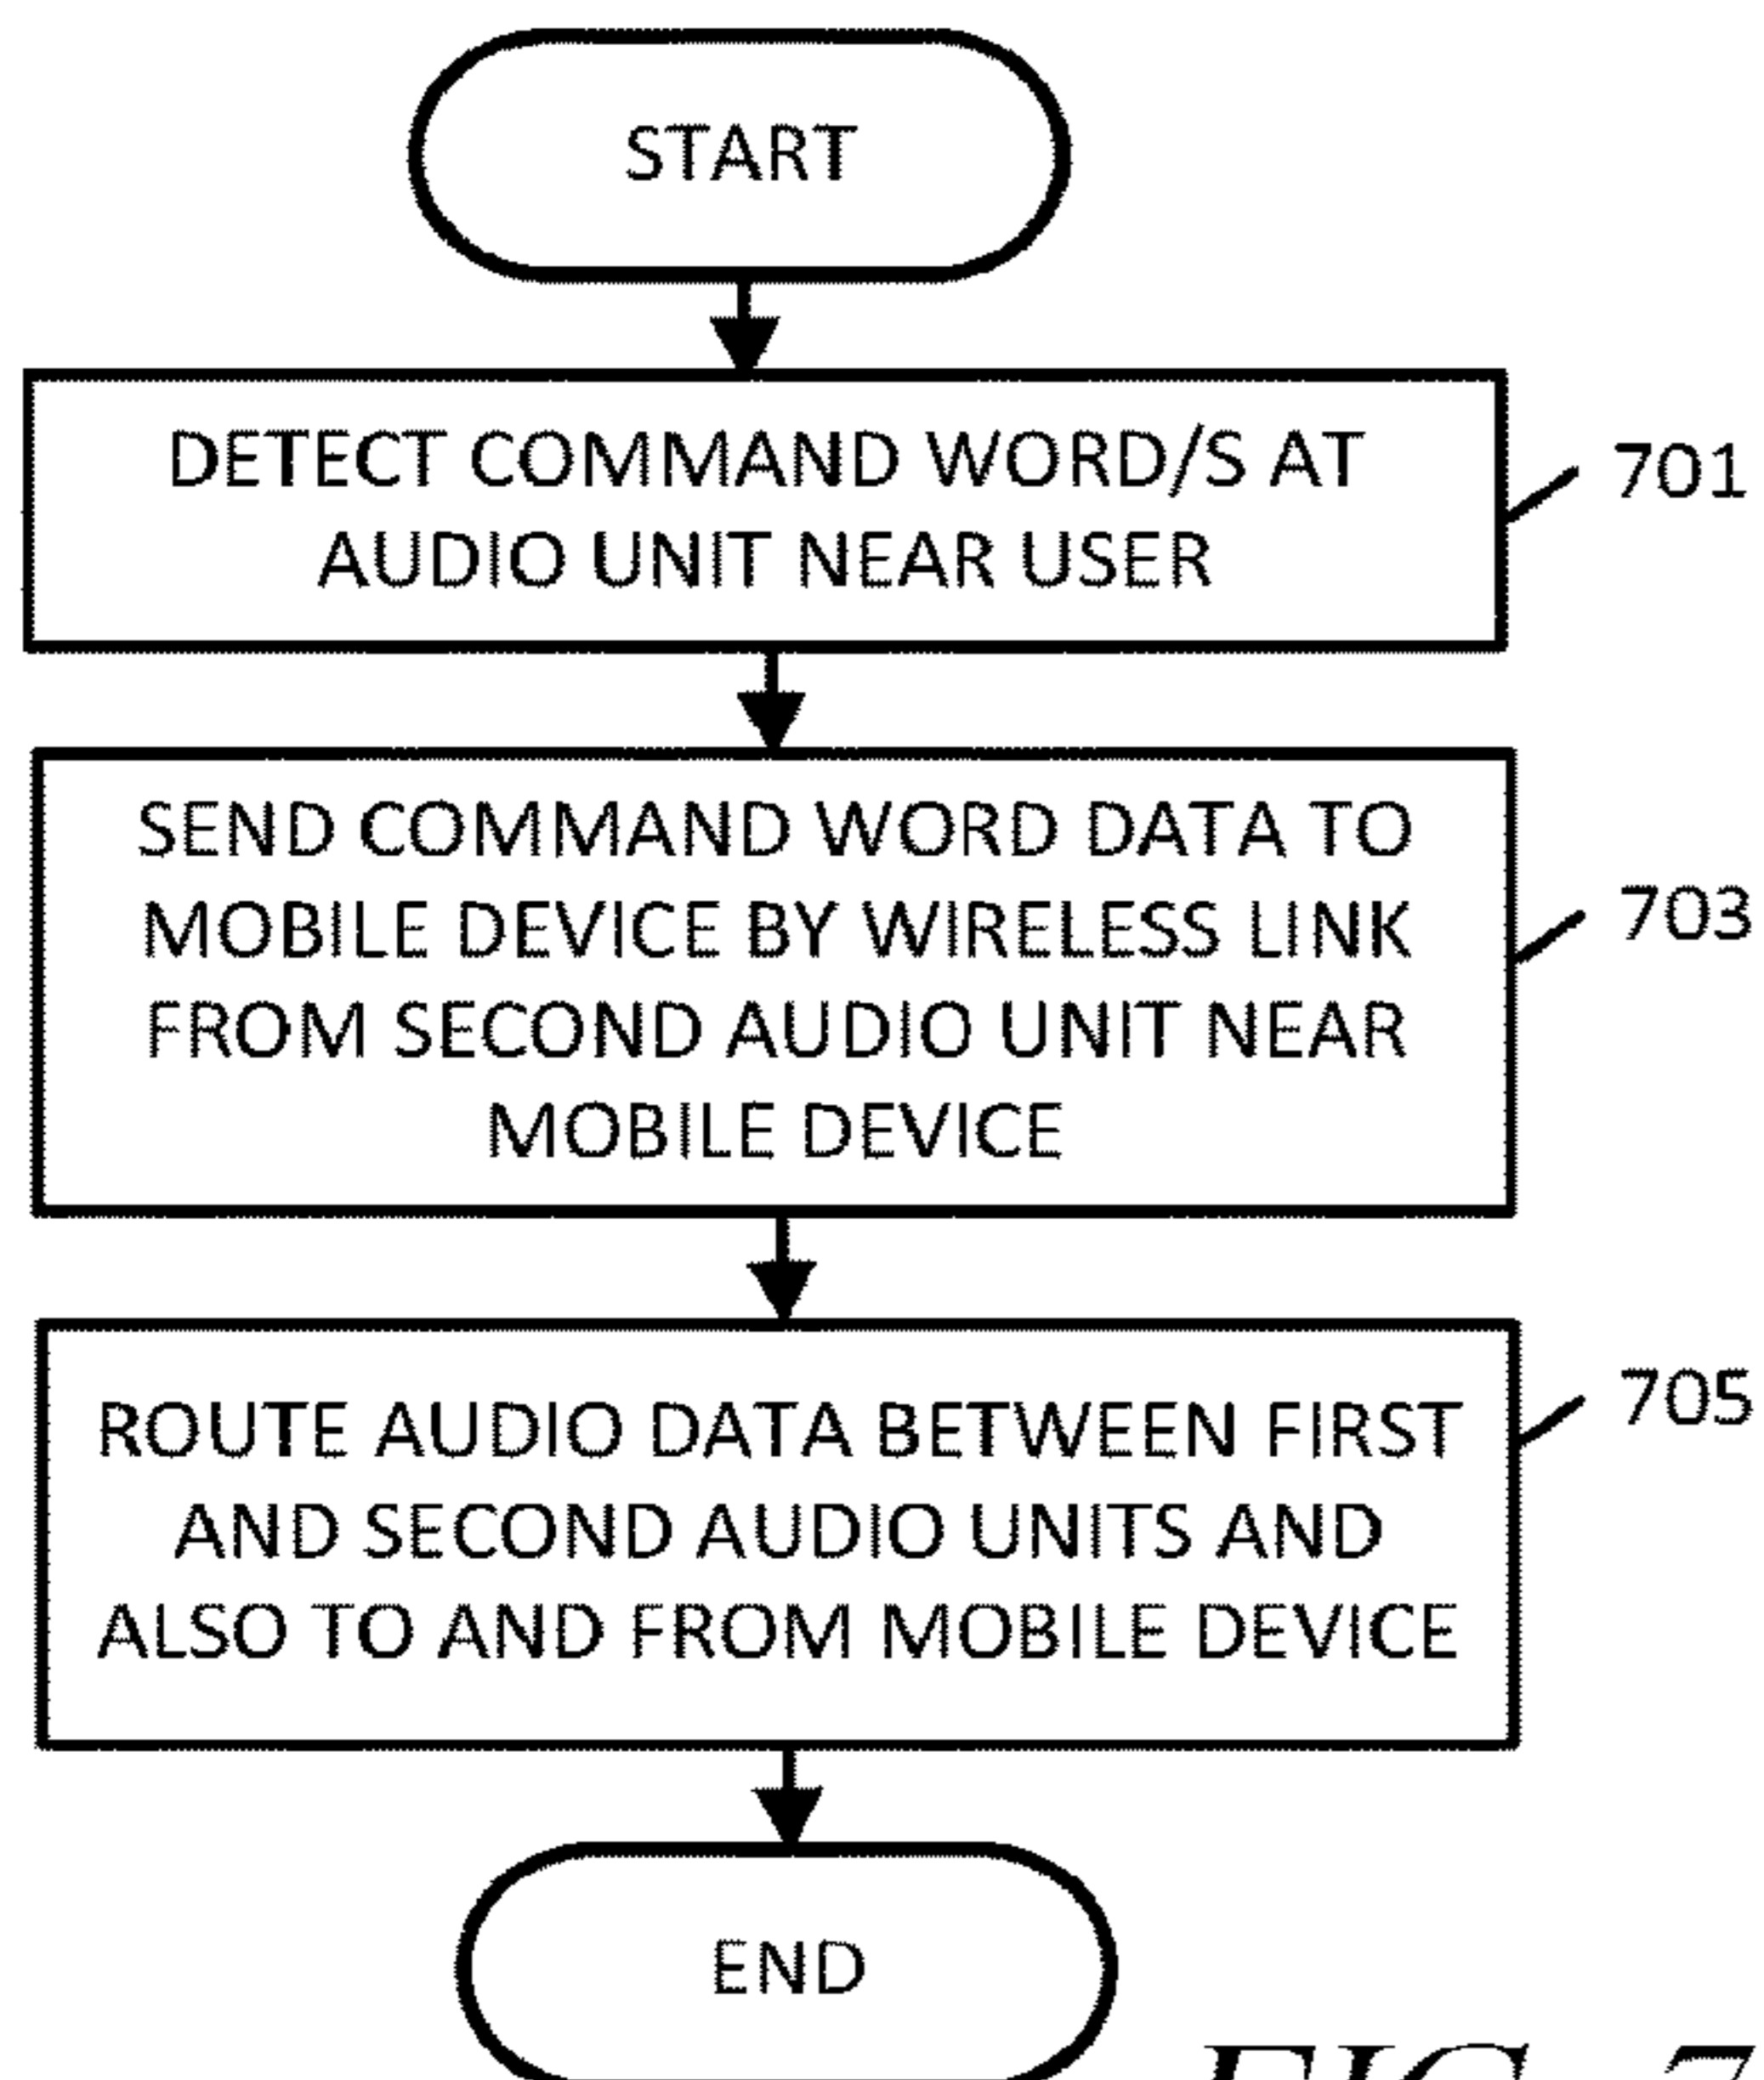 START
DETECT COMMAND WORD/S AT
AUDIO UNIT NEAR USER
701
SEND COMMAND WORD DATA TO
MOBILE DEVICE BY WIRELESS LINK
FROM SECOND AUDIO UNIT NEAR
MOBILE DEVICE
703
ROUTE AUDIO DATA BETWEEN FIRST
AND SECOND AUDIO UNITS AND
ALSO TO AND FROM MOBILE DEVICE
705
END
FIG. 7